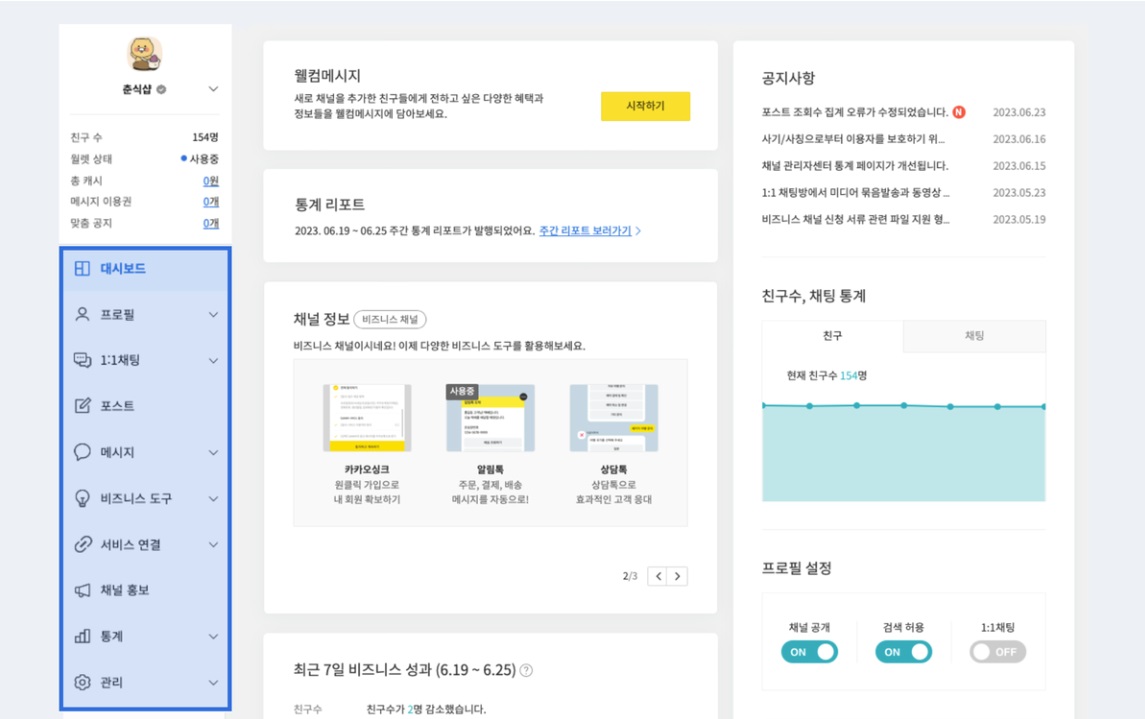 춘식샵
친구 수 154명
월렛 상태 사용중
총 캐시 0원
메시지 이용권 0개
맞춤 공지 0개
대시보드
프로필
1:1채팅
포스트
메시지
비즈니스 도구
서비스 연결
채널 홍보
통계
관리
웰컴메시지
새로 채널을 추가한 친구들에게 전하고 싶은 다양한 혜택과
정보들을 웰컴메시지에 담아보세요.
시작하기
통계 리포트
2023. 06.19 ~ 06.25 주간 통계 리포트가 발행되었어요. 주간 리포트 보러가기
채널 정보 비즈니스 채널
비즈니스 채널이시네요! 이제 다양한 비즈니스 도구를 활용해보세요.
사용중
카카오싱크
원클릭 가입으로
내 회원 확보하기
알림톡
주문, 결제, 배송
메시지를 자동으로!
상담톡
상담톡으로
효과적인 고객 응대
2/3
최근 7일 비즈니스 성과 (6.19 ~ 6.25) ?
친구수 친구수가 2명 감소했습니다.
공지사항
포스트 조회수 집계 오류가 수정되었습니다. N 2023.06.23
사기/사칭으로부터 이용자를 보호하기 위... 2023.06.16
채널 관리자센터 통계 페이지가 개선됩니다. 2023.06.15
1:1 채팅방에서 미디어 묶음발송과 동영상 ... 2023.05.23
비즈니스 채널 신청 서류 관련 파일 지원 형... 2023.05.19
친구수, 채팅 통계
친구 채팅
현재 친구수 154명
프로필 설정
채널 공개 검색 허용 1:1채팅
ON ON OFF